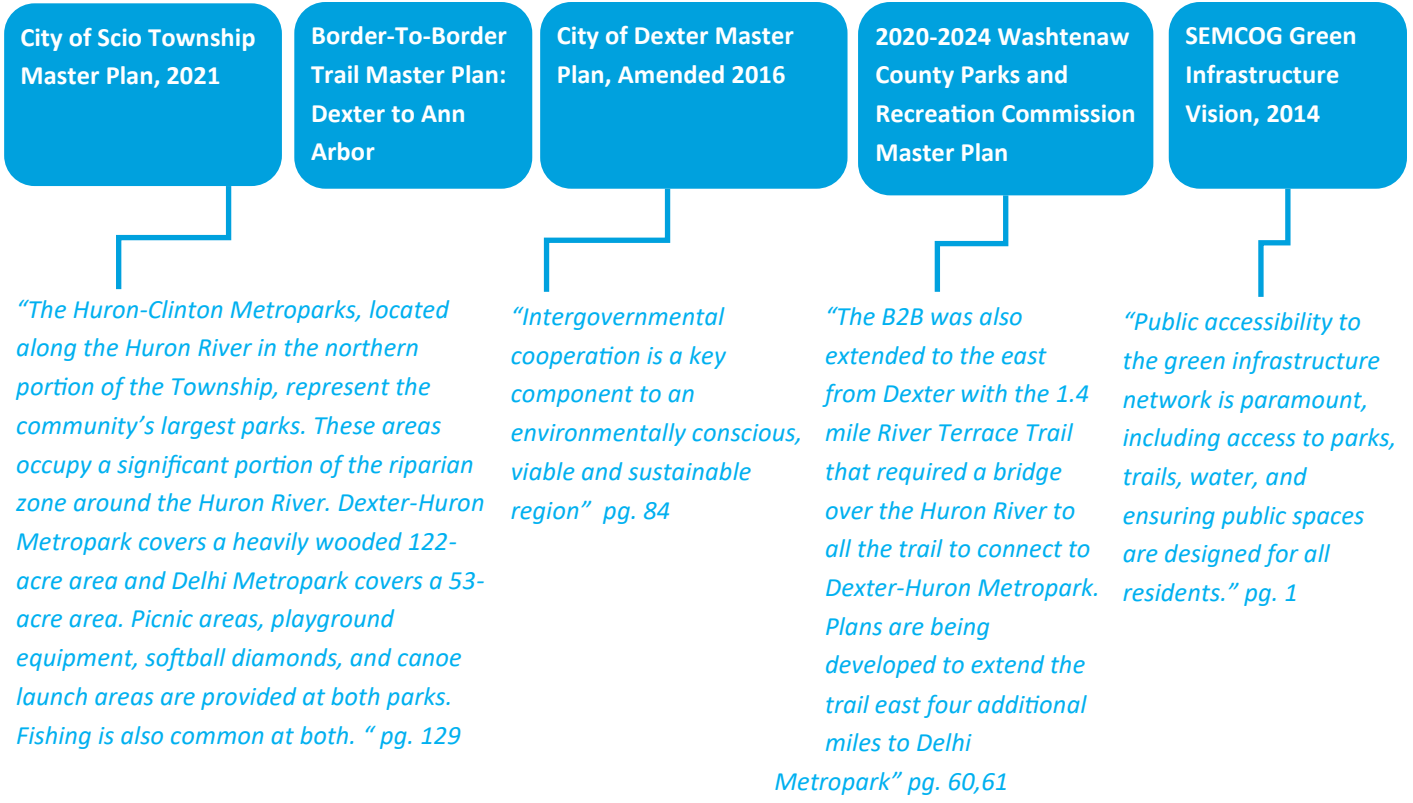 City of Scio Township
Master Plan, 2021
Border-To-Border
Trail Master Plan:
Dexter to Ann
Arbor
City of Dexter Master
Plan, Amended 2016
2020-2024 Washtenaw
County Parks and
Recreation Commission
Master Plan
SEMCOG Green
Infrastructure
Vision, 2014
“The Huron-Clinton Metroparks, located
along the Huron River in the northern
portion of the Township, represent the
community’s largest parks. These areas
occupy a significant portion of the riparian
zone around the Huron River. Dexter-Huron
Metropark covers a heavily wooded 122-
acre area and Delhi Metropark covers a 53-
acre area. Picnic areas, playground
equipment, softball diamonds, and canoe
launch areas are provided at both parks.
Fishing is also common at both. “ pg. 129
“Intergovernmental
cooperation is a key
component to an
environmentally conscious,
viable and sustainable
region”  pg. 84
“The B2B was also
extended to the east
from Dexter with the 1.4
mile River Terrace Trail
that required a bridge
over the Huron River to
all the trail to connect to
Dexter-Huron Metropark.
Plans are being
developed to extend the
trail east four additional
miles to Delhi
Metropark” pg. 60,61
“Public accessibility to
the green infrastructure
network is paramount,
including access to parks,
trails, water, and
ensuring public spaces
are designed for all
residents.” pg. 1